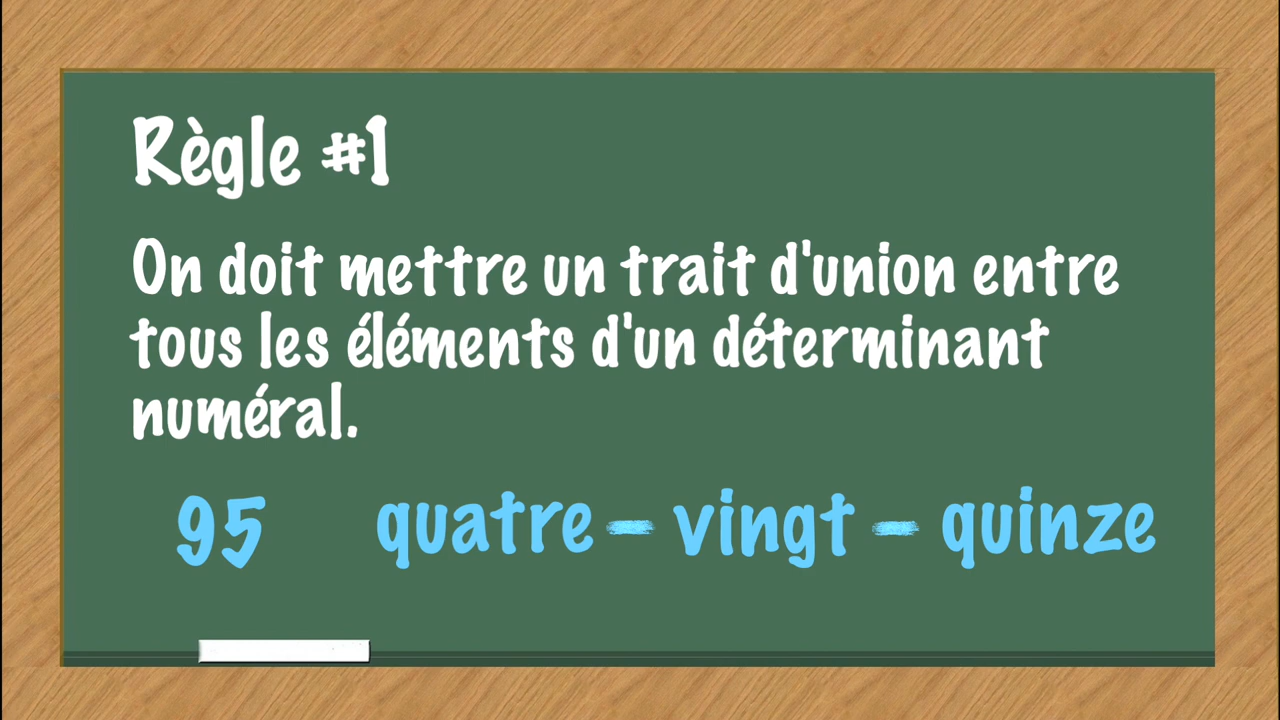 Règle #1
On doit mettre un trait d'union entre
tous les éléments d'un déterminant
numéral.
95 quatre - vingt - quinze